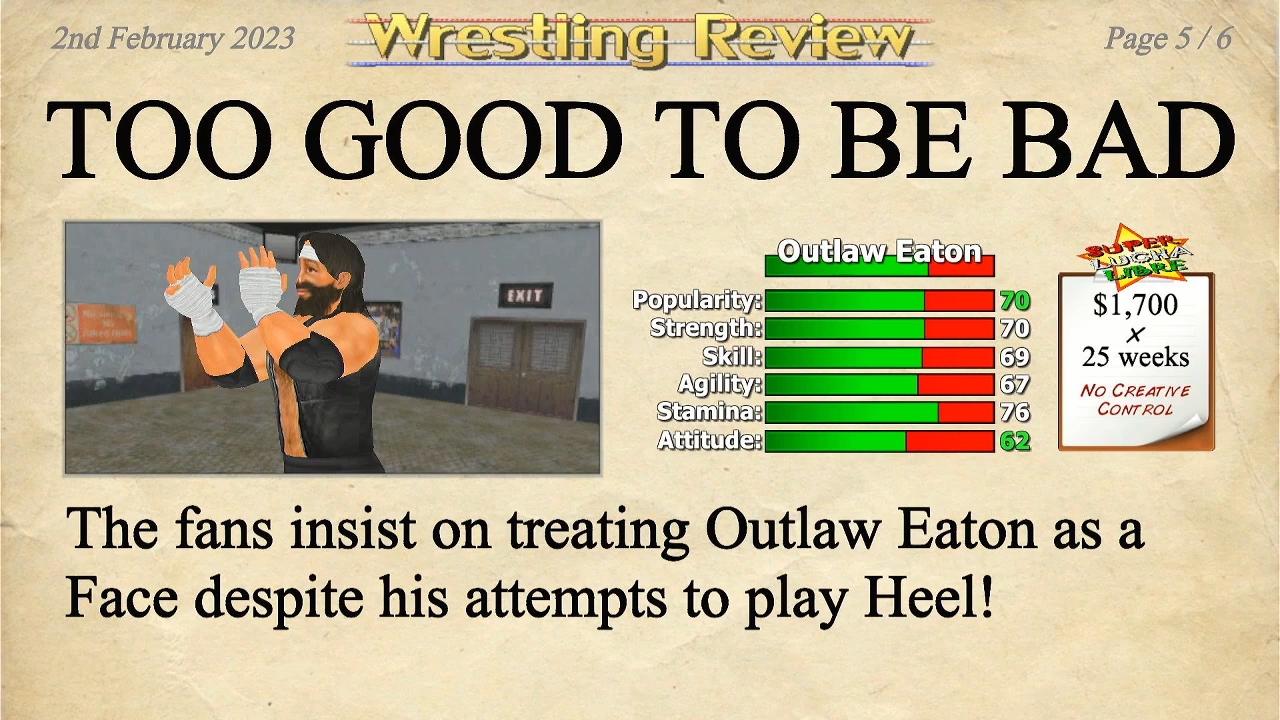 2nd February 2023
Wrestling Review
Page 5 / 6
TOO GOOD TO BE BAD
EXIT
Outlaw Eaton
Popularity: 70
Strength: 70
Skill: 69
Agility: 67
Stamina: 76
Attitude: 62
SUPER
LUCHA
LIBRE
$1,700
x
25 weeks
NO CREATIVE
CONTROL
The fans insist on treating Outlaw Eaton as a
Face despite his attempts to play Heel!